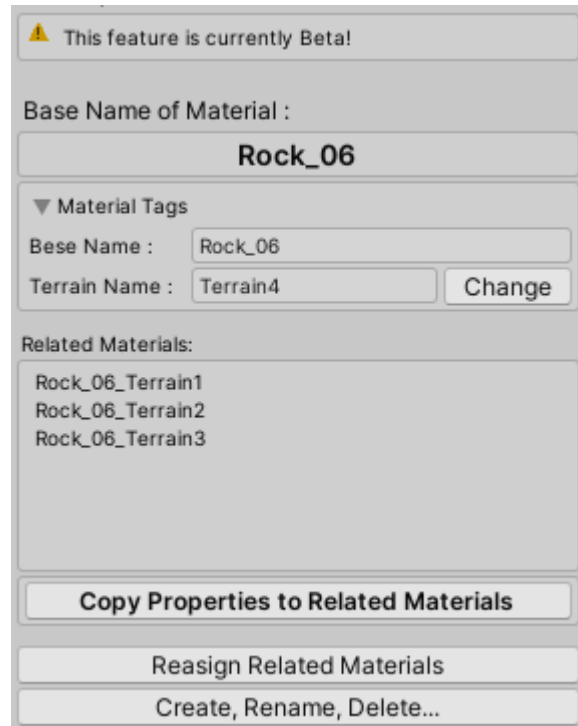 This feature is currently Beta!
Base Name of Material :
Rock_06
Material Tags
Bese Name : Rock_06
Terrain Name : Terrain4 Change
Related Materials:
Rock_06_Terrain1
Rock_06_Terrain2
Rock_06_Terrain3
Copy Properties to Related Materials
Reasign Related Materials
Create, Rename, Delete...